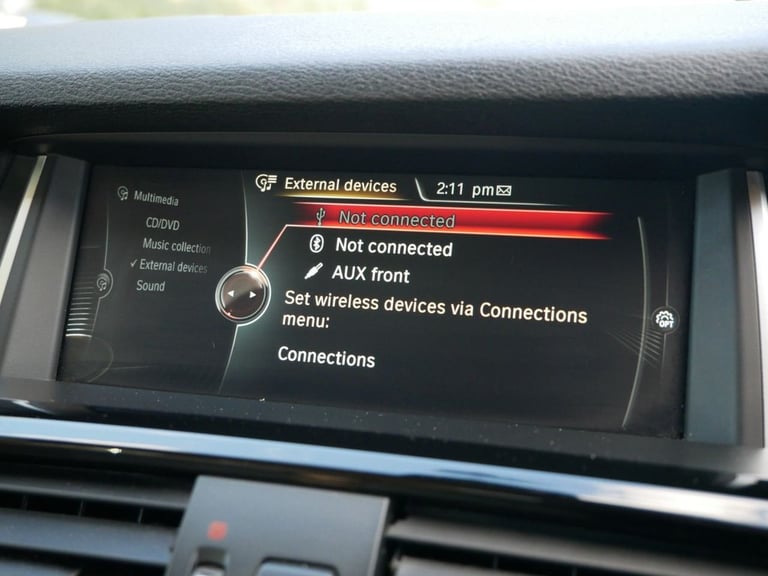 Multimedia
CD/DVD
Music collection
External devices
Sound
External devices
2:11 pm
Not connected
Not connected
AUX front
Set wireless devices via Connections
menu:
Connections
OPT